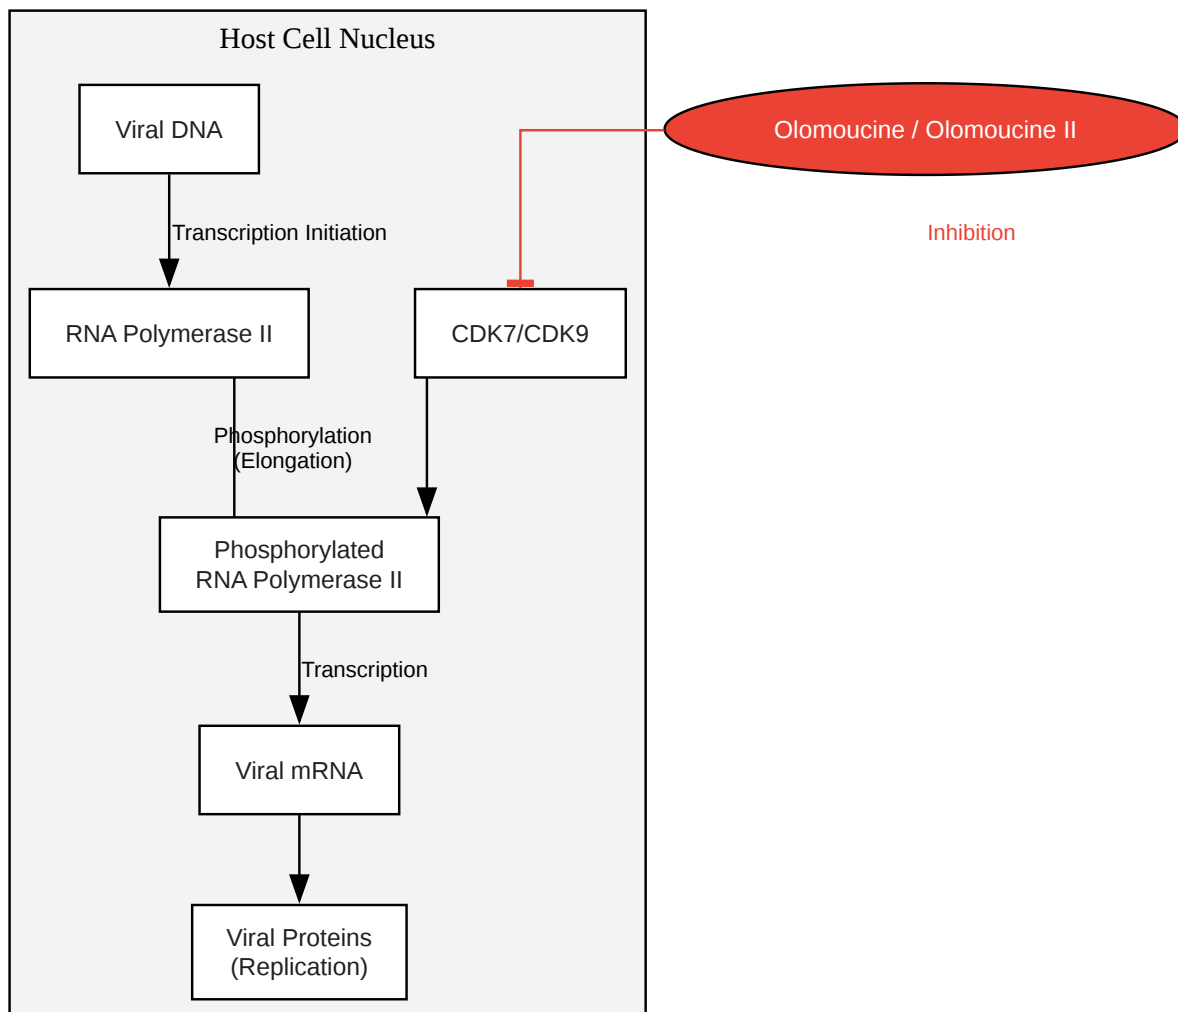 Host Cell Nucleus
Viral DNA
Olomoucine / Olomoucine II
Transcription Initiation
Inhibition
RNA Polymerase II
CDK7/CDK9
Phosphorylation
(Elongation)
Phosphorylated
RNA Polymerase II
Transcription
Viral mRNA
Viral Proteins
(Replication)